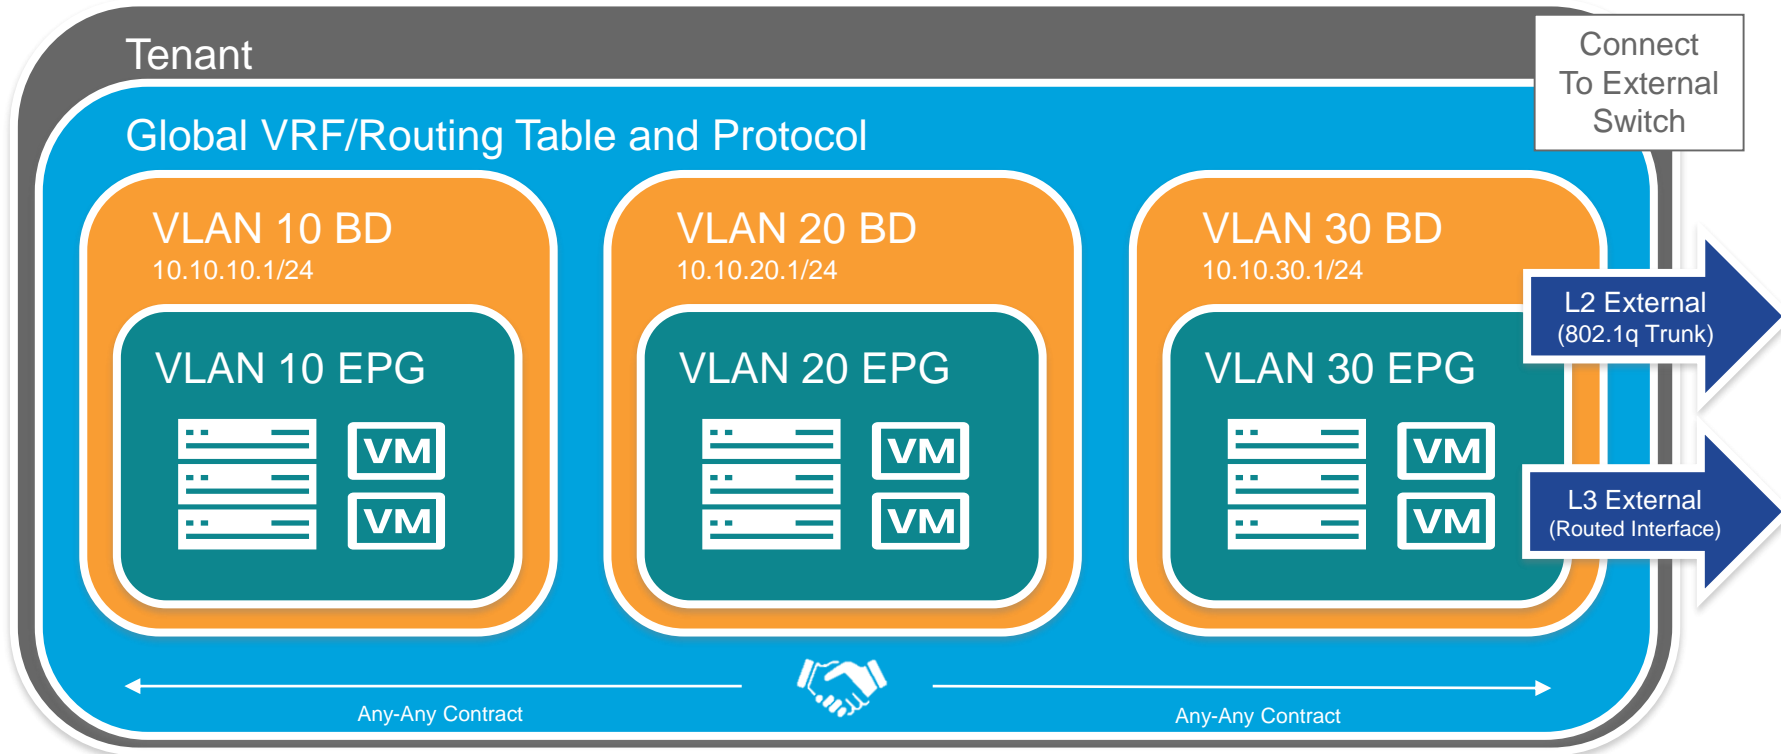 Tenant
Connect
To External
Switch
Global VRF/Routing Table and Protocol
VLAN 10 BD
10.10.10.1/24
VLAN 10 EPG
VM
VM
VLAN 20 BD
10.10.20.1/24
VLAN 20 EPG
VM
VM
VLAN 30 BD
10.10.30.1/24
VLAN 30 EPG
VM
VM
L2 External
(802.1q Trunk)
L3 External
(Routed Interface)
Any-Any Contract
Any-Any Contract